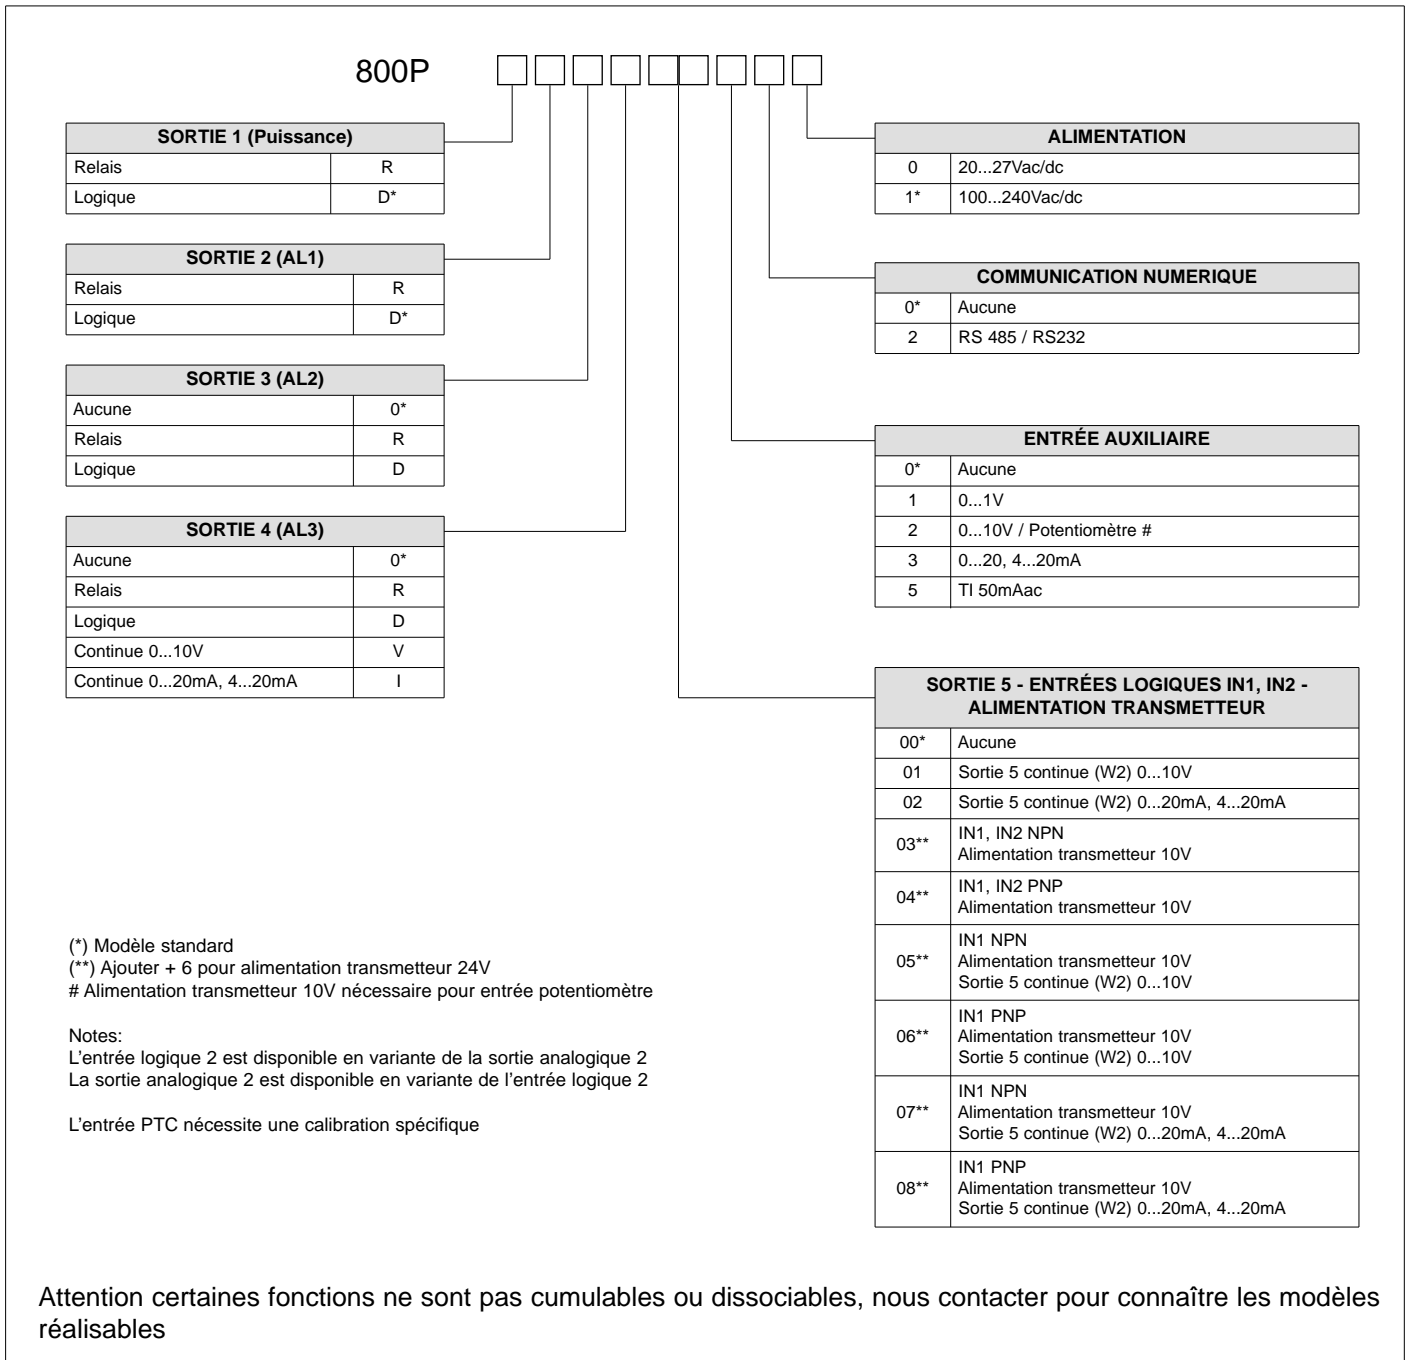 800P
SORTIE 1 (Puissance)
Relais R
Logique D*
SORTIE 2 (AL1)
Relais R
Logique D*
SORTIE 3 (AL2)
Aucune 0*
Relais R
Logique D
SORTIE 4 (AL3)
Aucune 0*
Relais R
Logique D
Continue 0...10V V
Continue 0...20mA, 4...20mA I
(*) Modèle standard
(**) Ajouter + 6 pour alimentation transmetteur 24V
# Alimentation transmetteur 10V nécessaire pour entrée potentiomètre
Notes:
L'entrée logique 2 est disponible en variante de la sortie analogique 2
La sortie analogique 2 est disponible en variante de l'entrée logique 2
L'entrée PTC nécessite une calibration spécifique
ALIMENTATION
0 20...27Vac/dc
1* 100...240Vac/dc
COMMUNICATION NUMERIQUE
0* Aucune
2 RS 485 / RS232
ENTRÉE AUXILIAIRE
0* Aucune
1 0...1V
2 0...10V / Potentiomètre #
3 0...20, 4...20mA
5 TI 50mAac
SORTIE 5 - ENTRÉES LOGIQUES IN1, IN2 -
ALIMENTATION TRANSMETTEUR
00* Aucune
01 Sortie 5 continue (W2) 0...10V
02 Sortie 5 continue (W2) 0...20mA, 4...20mA
03** IN1, IN2 NPN
Alimentation transmetteur 10V
04** IN1, IN2 PNP
Alimentation transmetteur 10V
05** IN1 NPN
Alimentation transmetteur 10V
Sortie 5 continue (W2) 0...10V
06** IN1 PNP
Alimentation transmetteur 10V
Sortie 5 continue (W2) 0...10V
07** IN1 NPN
Alimentation transmetteur 10V
Sortie 5 continue (W2) 0...20mA, 4...20mA
08** IN1 PNP
Alimentation transmetteur 10V
Sortie 5 continue (W2) 0...20mA, 4...20mA
Attention certaines fonctions ne sont pas cumulables ou dissociables, nous contacter pour connaître les modèles
réalisables